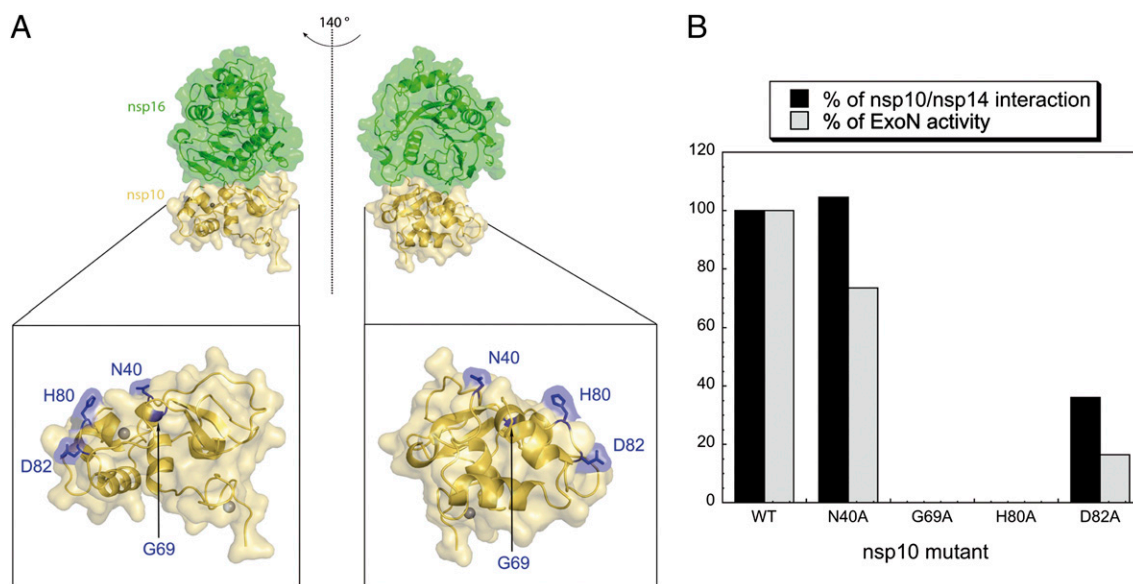 A
140 °
nsp16
nsp10
N40
H80
D82
G69
N40
H80
D82
G69
B
% of nsp10/nsp14 interaction
% of ExoN activity
120
100
80
60
40
20
0
WT N40A G69A H80A D82A
nsp10 mutant